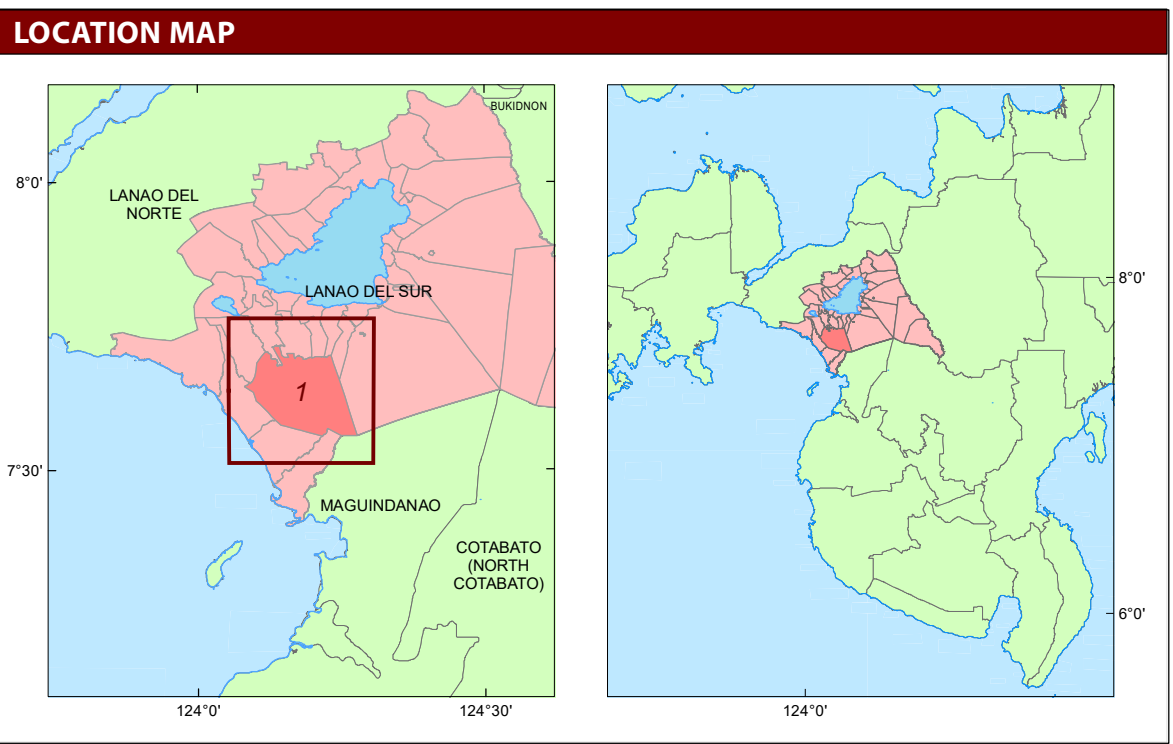 LOCATION MAP
BUKIDNON
8°0'
LANAO DEL
NORTE
LANAO DEL SUR
1
7°30'
MAGUINDANAO
COTABATO
(NORTH
COTABATO)
124°0'
124°30'
8°0'
6°0'
124°0'